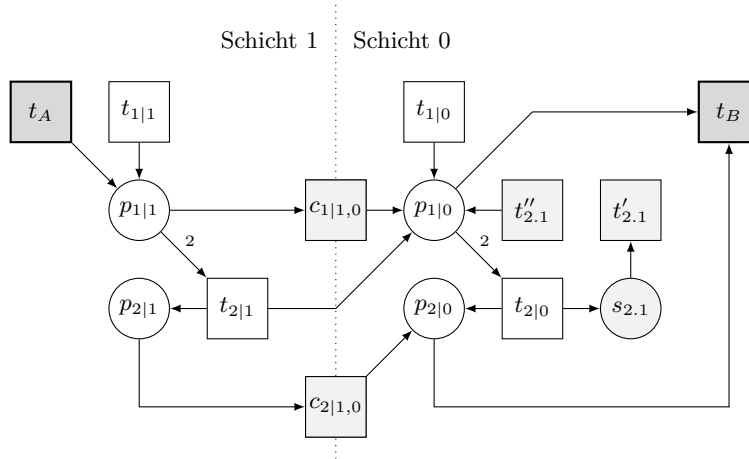 Schicht 1 Schicht 0
t_A t_{1|1} t_{1|0} t_B
p_{1|1} c_{1|1,0} p_{1|0} t''_{2.1} t'_{2.1}
2 2
p_{2|1} t_{2|1} p_{2|0} t_{2|0} s_{2.1}
c_{2|1,0}